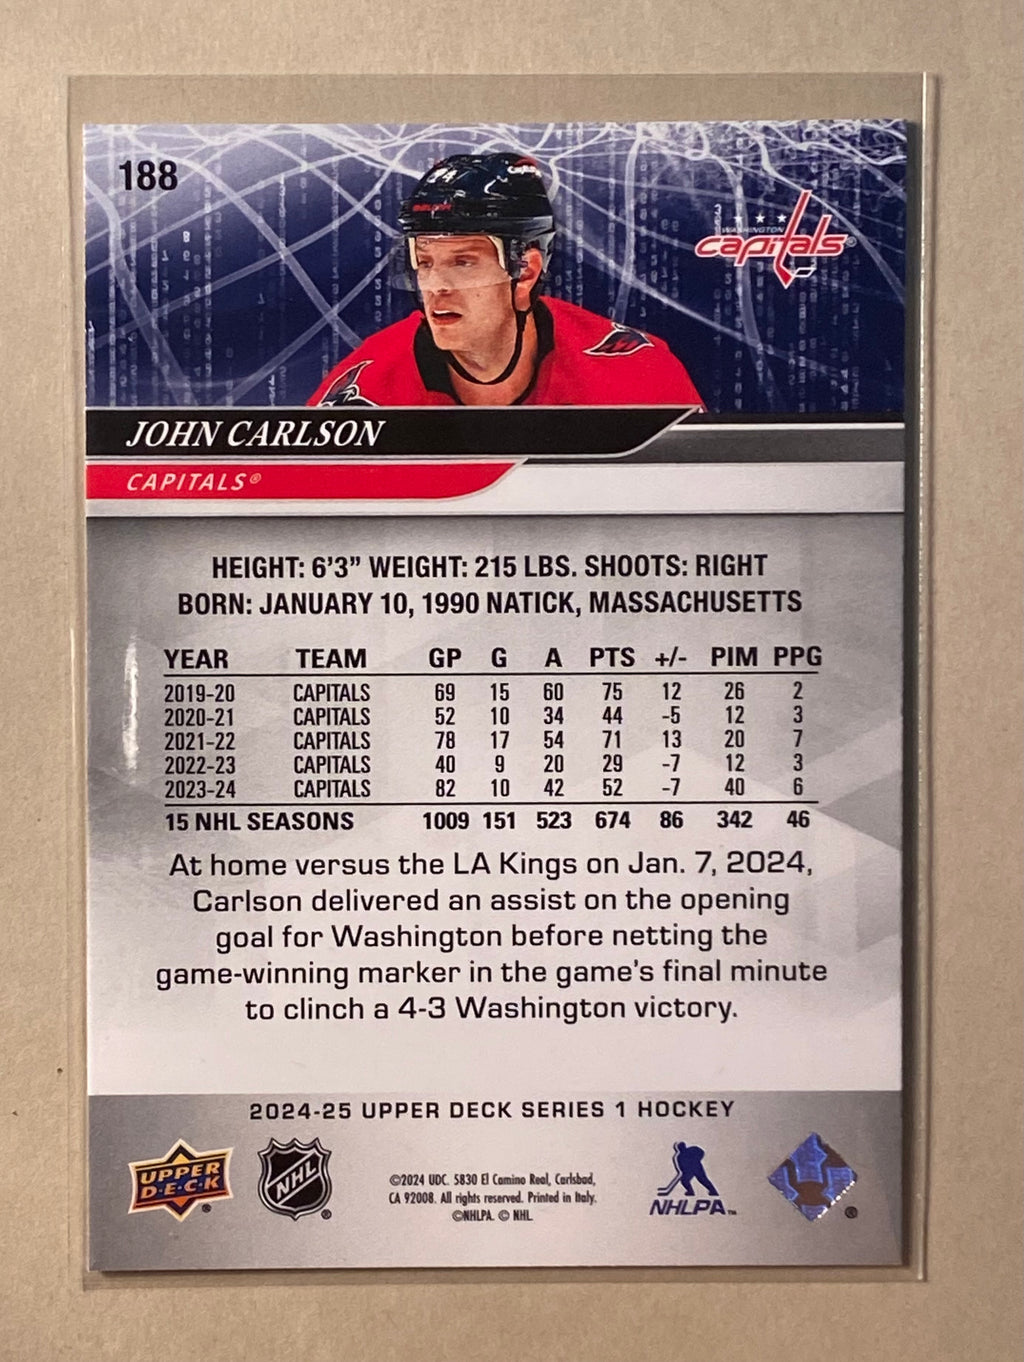 188
74
Capitals
WASHINGTON
capitals®
JOHN CARLSON
CAPITALS®
HEIGHT: 6'3" WEIGHT: 215 LBS. SHOOTS: RIGHT
BORN: JANUARY 10, 1990 NATICK, MASSACHUSETTS
YEAR TEAM GP G A PTS +/- PIM PPG
2019-20 CAPITALS 69 15 60 75 12 26 2
2020-21 CAPITALS 52 10 34 44 -5 12 3
2021-22 CAPITALS 78 17 54 71 13 20 7
2022-23 CAPITALS 40 9 20 29 -7 12 3
2023-24 CAPITALS 82 10 42 52 -7 40 6
15 NHL SEASONS 1009 151 523 674 86 342 46
At home versus the LA Kings on Jan. 7, 2024,
Carlson delivered an assist on the opening
goal for Washington before netting the
game-winning marker in the game's final minute
to clinch a 4-3 Washington victory.
2024-25 UPPER DECK SERIES 1 HOCKEY
UPPER
D•E•C•K ®
NHL ®
©2024 UDC. 5830 El Camino Real, Carlsbad,
CA 92008. All rights reserved. Printed in Italy.
©NHLPA. © NHL.
NHLPA™
®